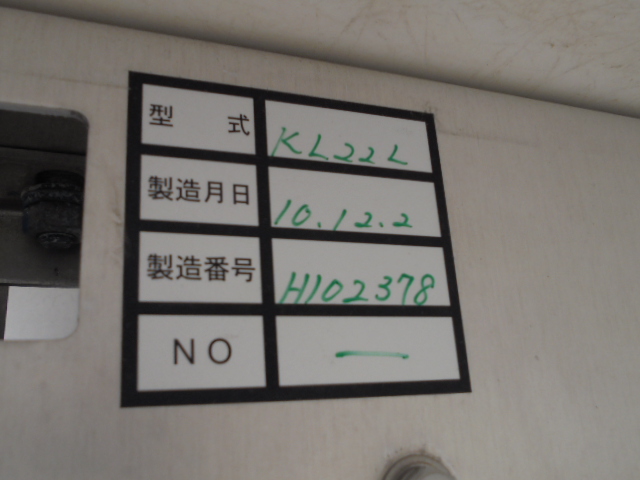 型 式 KL22L
製造月日 10.12.2
製造番号 H102378
NO —